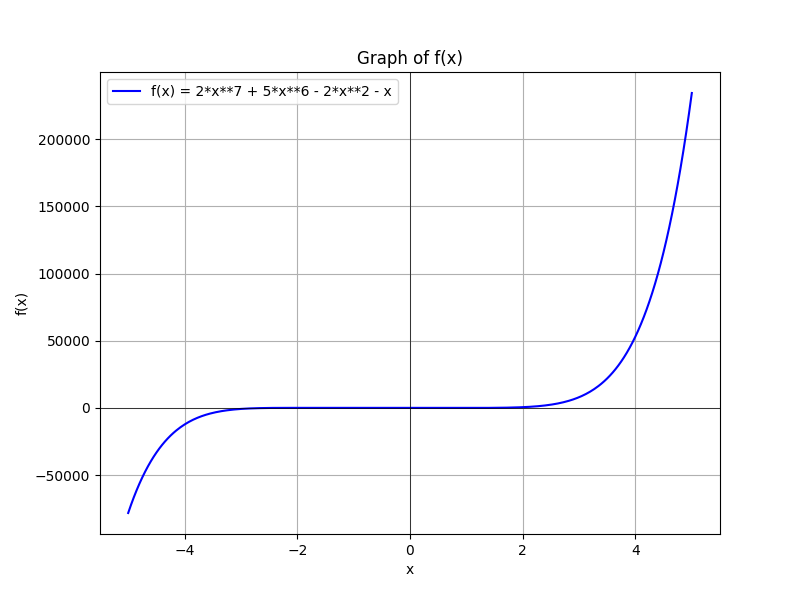 Graph of f(x)
f(x) = 2*x**7 + 5*x**6 - 2*x**2 - x
200000
150000
100000
50000
0
−50000
f(x)
−4 −2 0 2 4
x